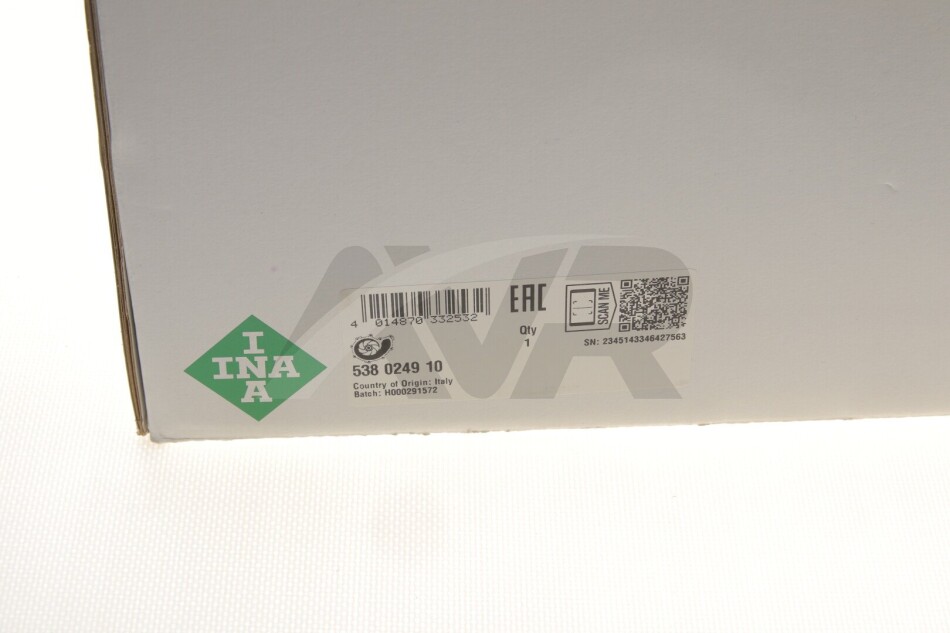 AVR
4 014870 332532
EAC
Qty
1
SCAN ME
SN: 2345143346427563
538 0249 10
Country of Origin: Italy
Batch: H000291572
I
INA
A